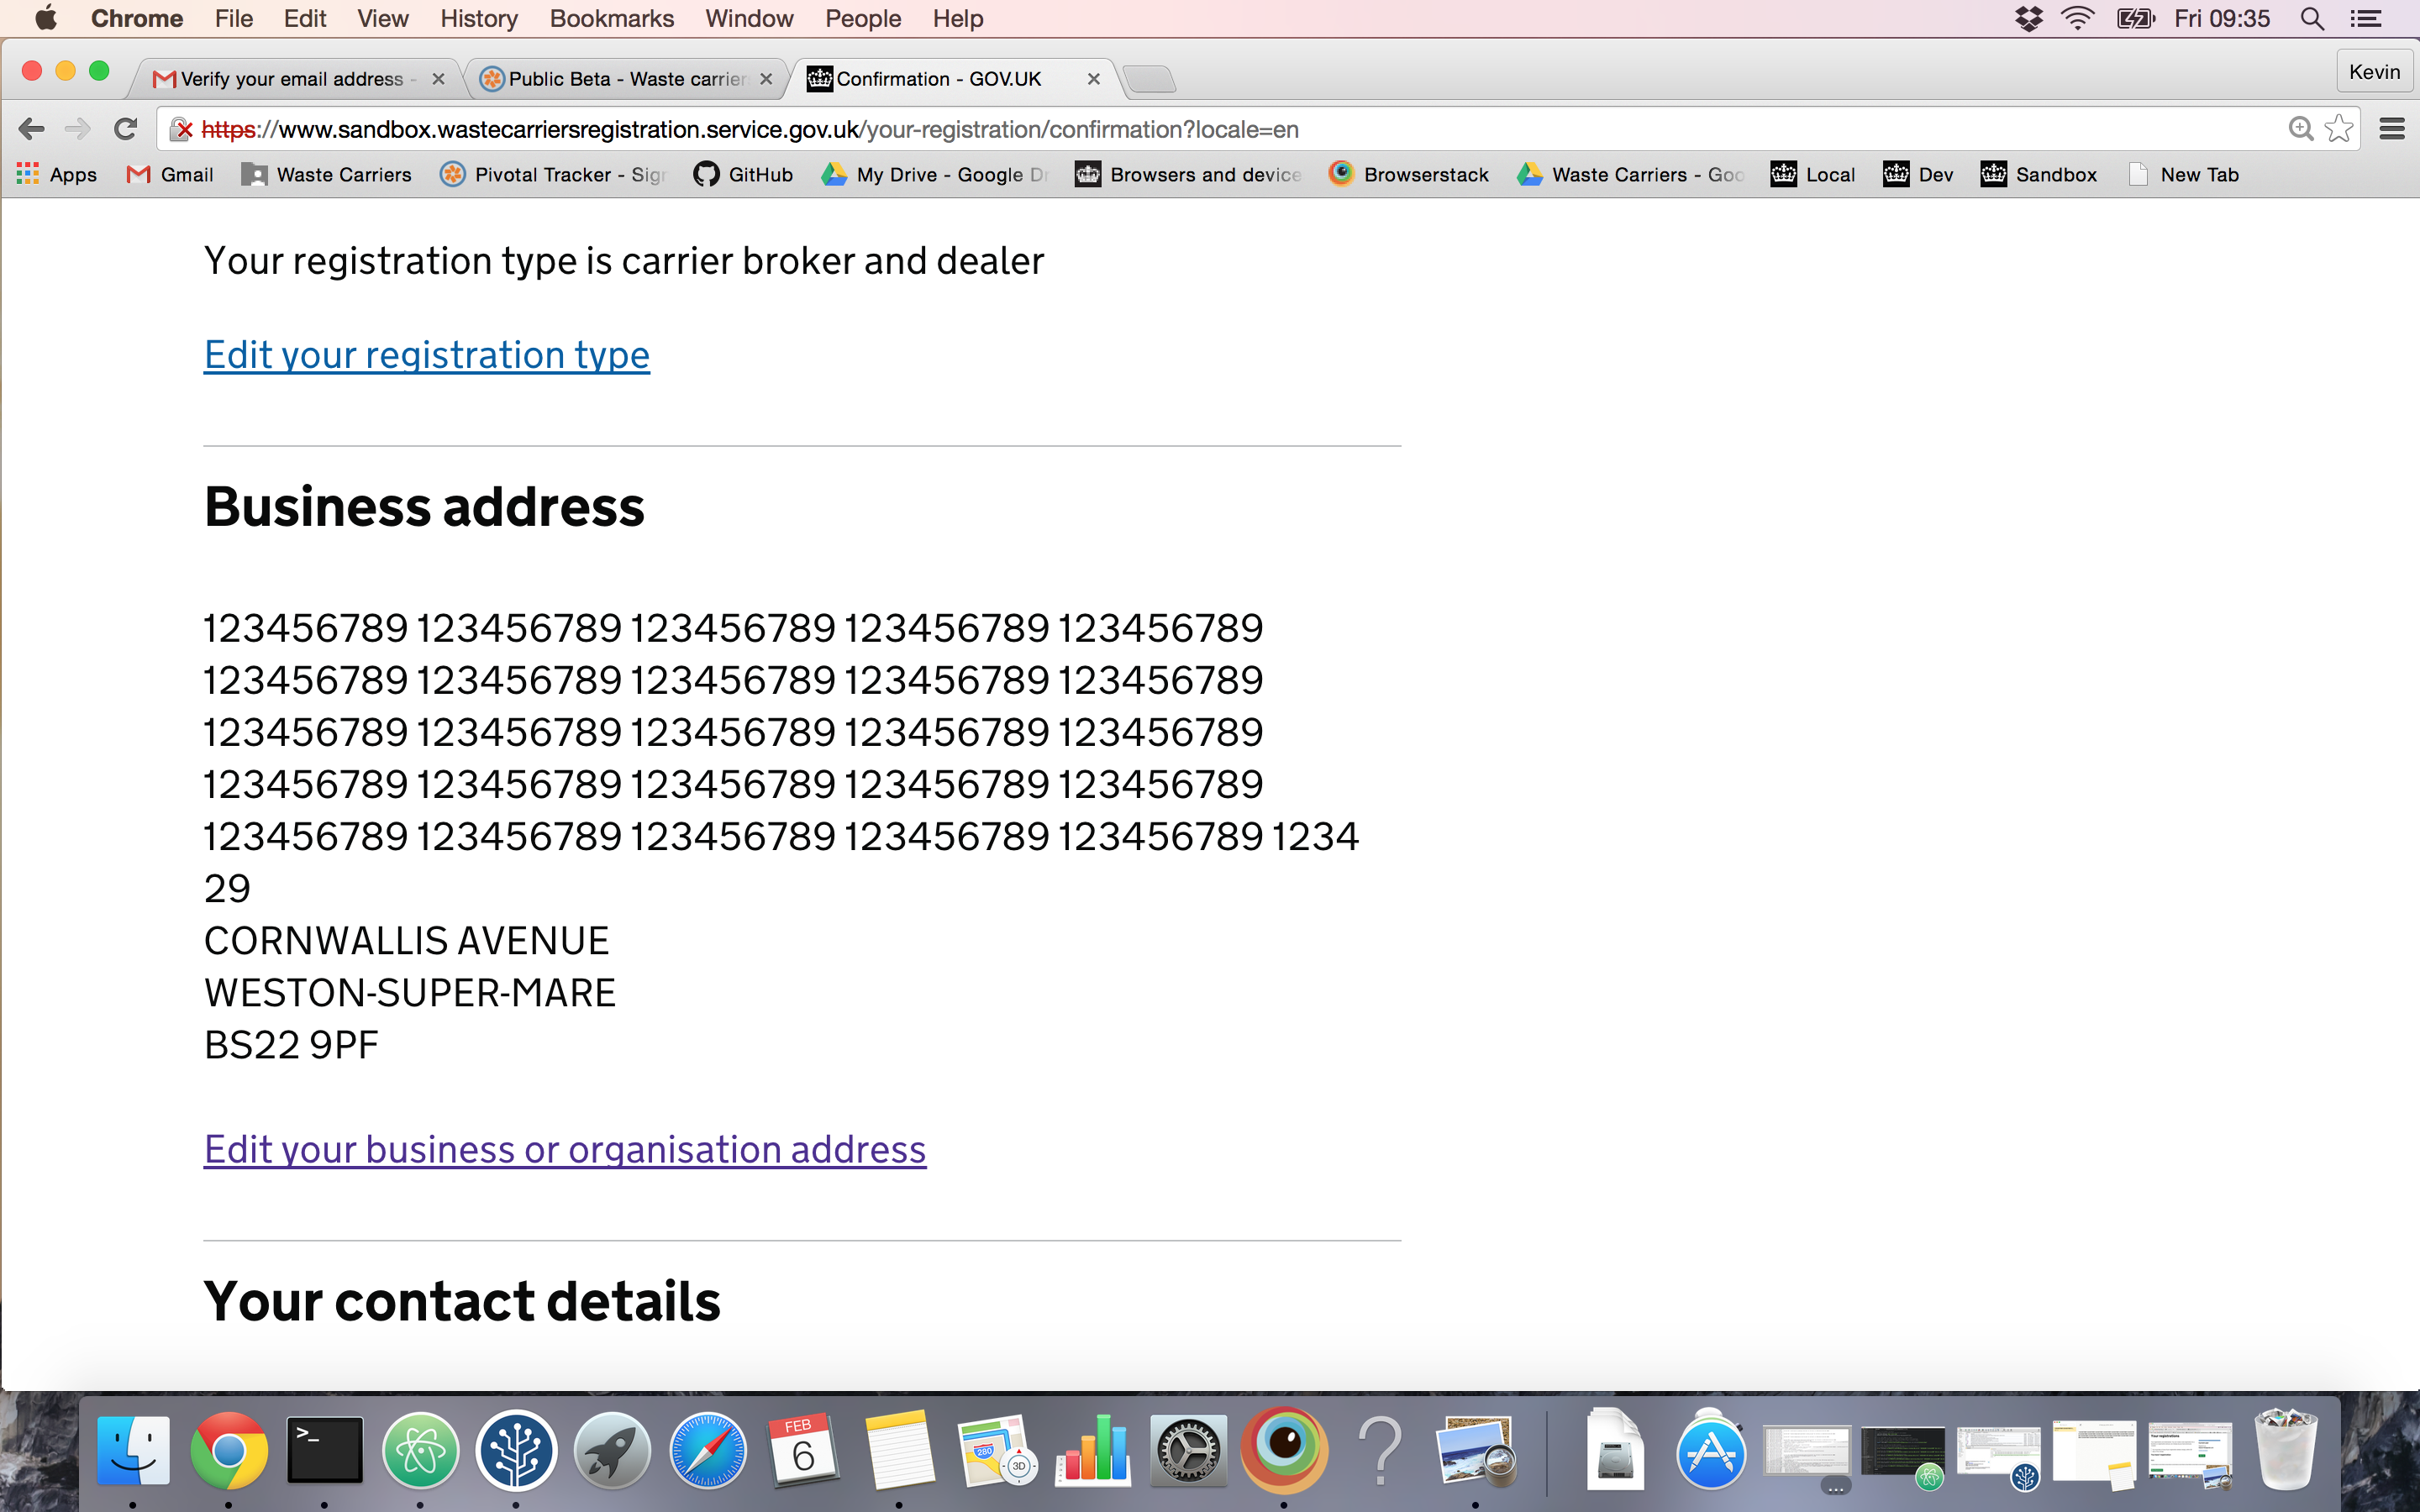 Chrome File Edit View History Bookmarks Window People Help Fri 09:35
Verify your email address - Public Beta - Waste carrier Confirmation - GOV.UK Kevin
https://www.sandbox.wastecarriersregistration.service.gov.uk/your-registration/confirmation?locale=en
Apps Gmail Waste Carriers Pivotal Tracker - Sign GitHub My Drive - Google Dr Browsers and device Browserstack Waste Carriers - Goo Local Dev Sandbox New Tab
Your registration type is carrier broker and dealer
Edit your registration type
Business address
123456789 123456789 123456789 123456789 123456789
123456789 123456789 123456789 123456789 123456789
123456789 123456789 123456789 123456789 123456789
123456789 123456789 123456789 123456789 123456789
123456789 123456789 123456789 123456789 123456789 1234
29
CORNWALLIS AVENUE
WESTON-SUPER-MARE
BS22 9PF
Edit your business or organisation address
Your contact details
FEB
6
280
3D